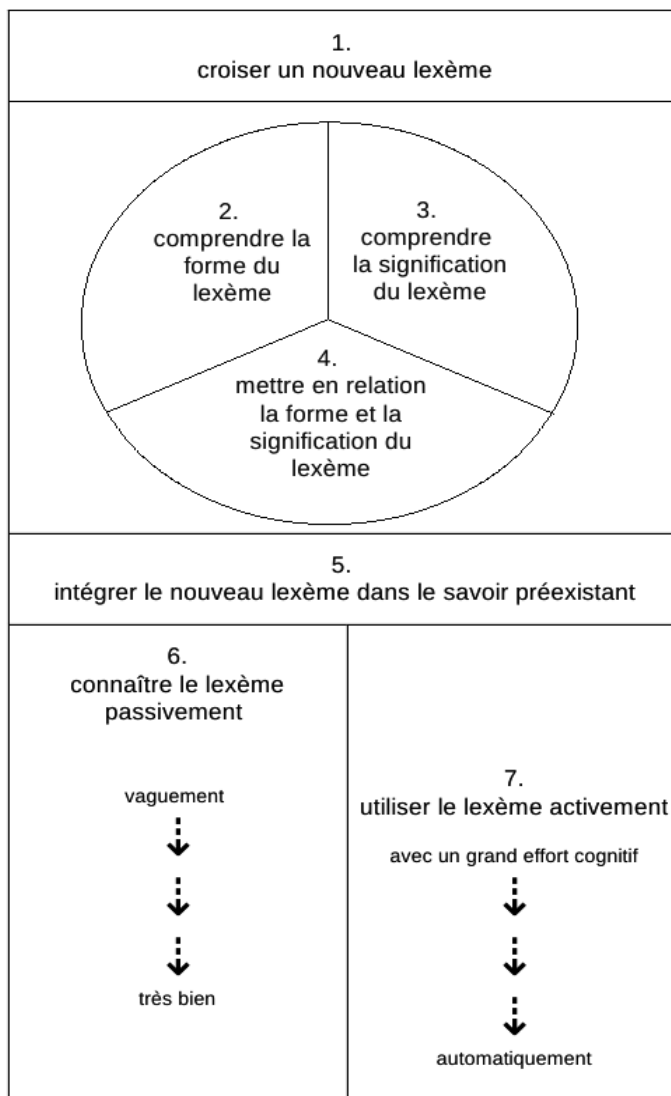 1.
croiser un nouveau lexème
2.
comprendre la
forme du
lexème
3.
comprendre
la signification
du lexème
4.
mettre en relation
la forme et la
signification du
lexème
5.
intégrer le nouveau lexème dans le savoir préexistant
6.
connaître le lexème
passivement
vaguement
très bien
7.
utiliser le lexème activement
avec un grand effort cognitif
automatiquement